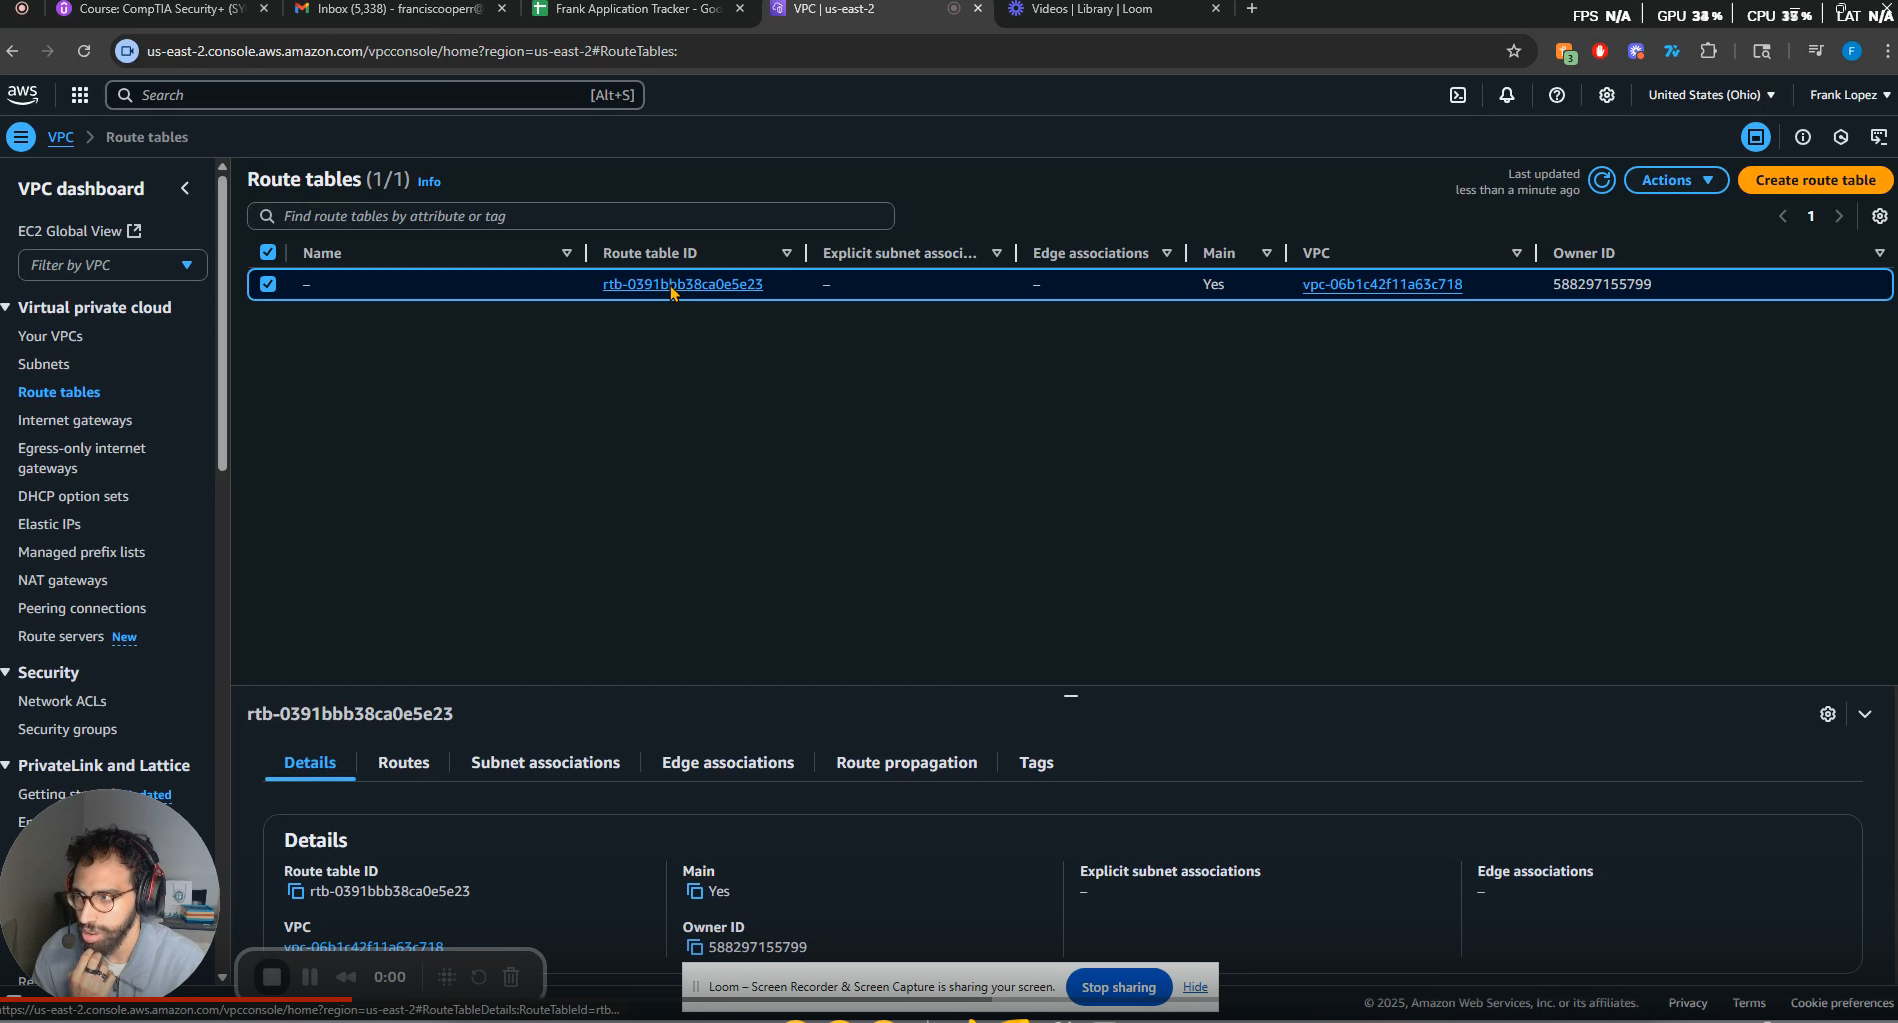 Course: CompTIA Security+ (SY
Inbox (5,338) - franciscooperr@
Frank Application Tracker - Goo
VPC | us-east-2
Videos | Library | Loom
FPS N/A
GPU 38 %
CPU 35 %
LAT N/A
us-east-2.console.aws.amazon.com/vpcconsole/home?region=us-east-2#RouteTables:
3
F
aws
Search
[Alt+S]
United States (Ohio)
Frank Lopez
VPC
Route tables
VPC dashboard
EC2 Global View
Filter by VPC
Virtual private cloud
Your VPCs
Subnets
Route tables
Internet gateways
Egress-only internet
gateways
DHCP option sets
Elastic IPs
Managed prefix lists
NAT gateways
Peering connections
Route servers New
Security
Network ACLs
Security groups
PrivateLink and Lattice
Route tables (1/1) Info
Last updated
less than a minute ago
Actions
Create route table
Find route tables by attribute or tag
1
Name
Route table ID
Explicit subnet associ...
Edge associations
Main
VPC
Owner ID
–
rtb-0391bbb38ca0e5e23
–
–
Yes
vpc-06b1c42f11a63c718
588297155799
rtb-0391bbb38ca0e5e23
Details
Routes
Subnet associations
Edge associations
Route propagation
Tags
Details
Route table ID
rtb-0391bbb38ca0e5e23
Main
Yes
Explicit subnet associations
–
Edge associations
–
VPC
vpc-06b1c42f11a63c718
Owner ID
588297155799
0:00
Loom – Screen Recorder & Screen Capture is sharing your screen.
Stop sharing
Hide
https://us-east-2.console.aws.amazon.com/vpcconsole/home?region=us-east-2#RouteTableDetails:RouteTableId=rtb...
© 2025, Amazon Web Services, Inc. or its affiliates.
Privacy
Terms
Cookie preferences